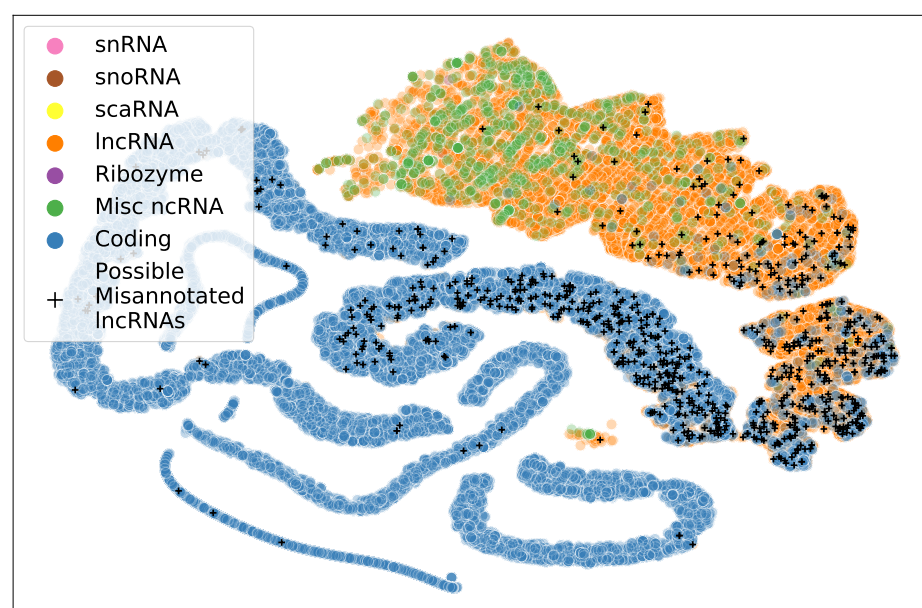 snRNA
snoRNA
scaRNA
lncRNA
Ribozyme
Misc ncRNA
Coding
Possible
Misannotated
lncRNAs